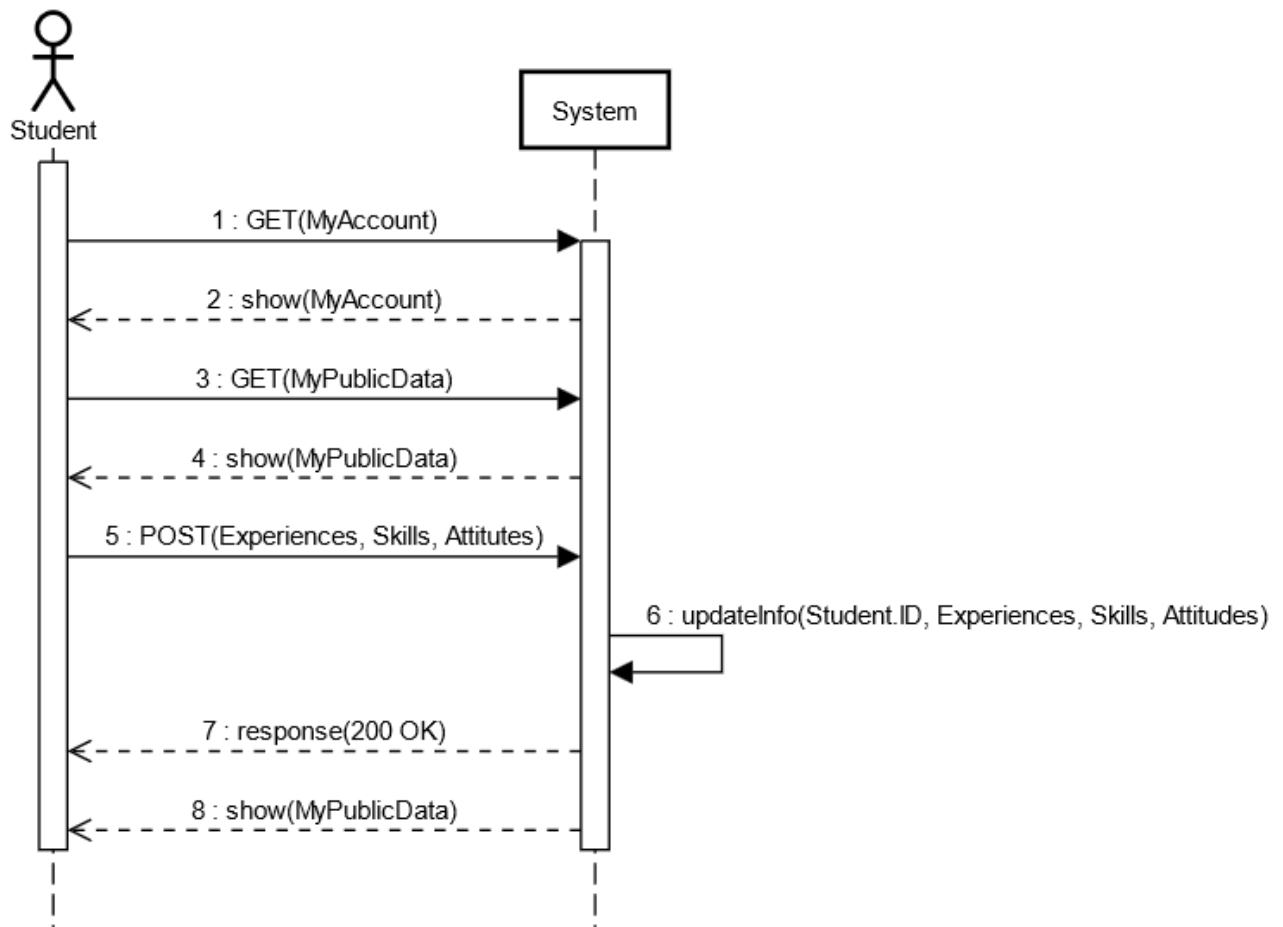 Student
System
1 : GET(MyAccount)
2 : show(MyAccount)
3 : GET(MyPublicData)
4 : show(MyPublicData)
5 : POST(Experiences, Skills, Attitutes)
6 : updateInfo(Student.ID, Experiences, Skills, Attitudes)
7 : response(200 OK)
8 : show(MyPublicData)